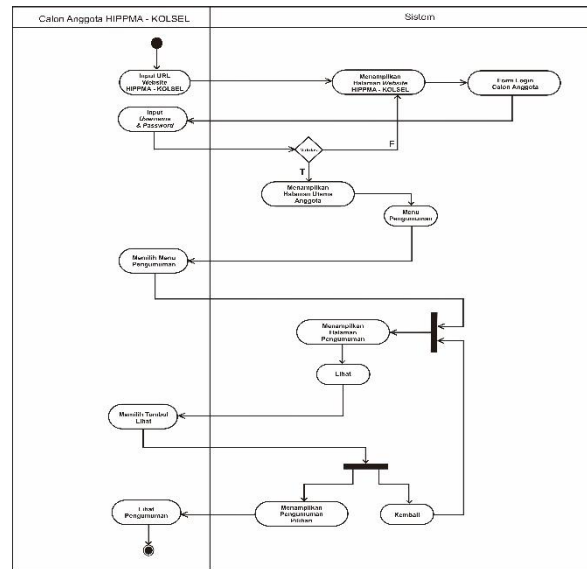 Calon Anggota HIPPMA - KOLSEL
Sistem
Input URL
Website
HIPPMA - KOLSEL
Menampilkan
Halaman Website
HIPPMA - KOLSEL
Form Login
Calon Anggota
Input
Username
& Password
F
T
Menampilkan
Halaman Utama
Anggota
Menu
Pengumuman
Memilih Menu
Pengumuman
Menampilkan
Halaman
Pengumuman
Lihat
Memilih Tombol
Lihat
Lihat
Pengumuman
Menampilkan
Pengumuman
Pilihan
Kembali